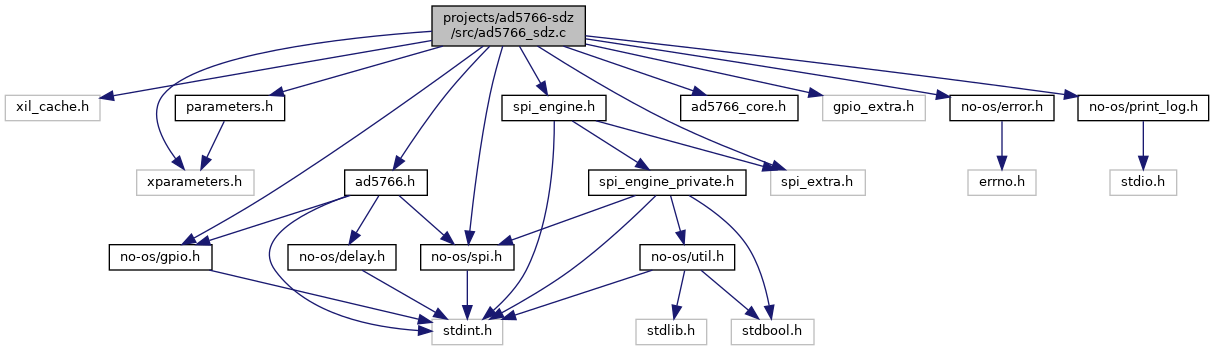 projects/ad5766-sdz
/src/ad5766_sdz.c
xil_cache.h
parameters.h
spi_engine.h
ad5766_core.h
gpio_extra.h
no-os/error.h
no-os/print_log.h
xparameters.h
ad5766.h
spi_engine_private.h
spi_extra.h
errno.h
stdio.h
no-os/gpio.h
no-os/delay.h
no-os/spi.h
no-os/util.h
stdint.h
stdlib.h
stdbool.h